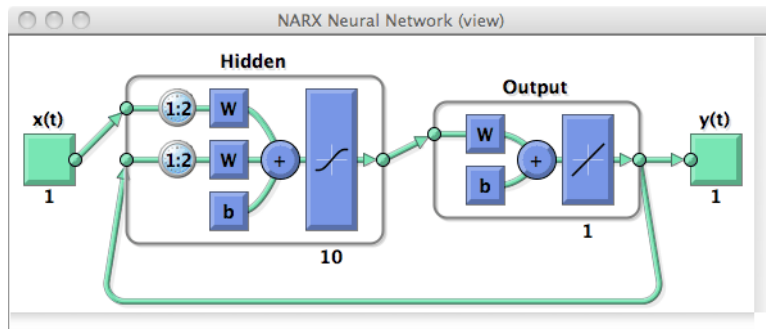 NARX Neural Network (view)
Hidden
Output
x(t)
y(t)
1:2
W
1:2
W
b
+
W
b
+
1
10
1
1